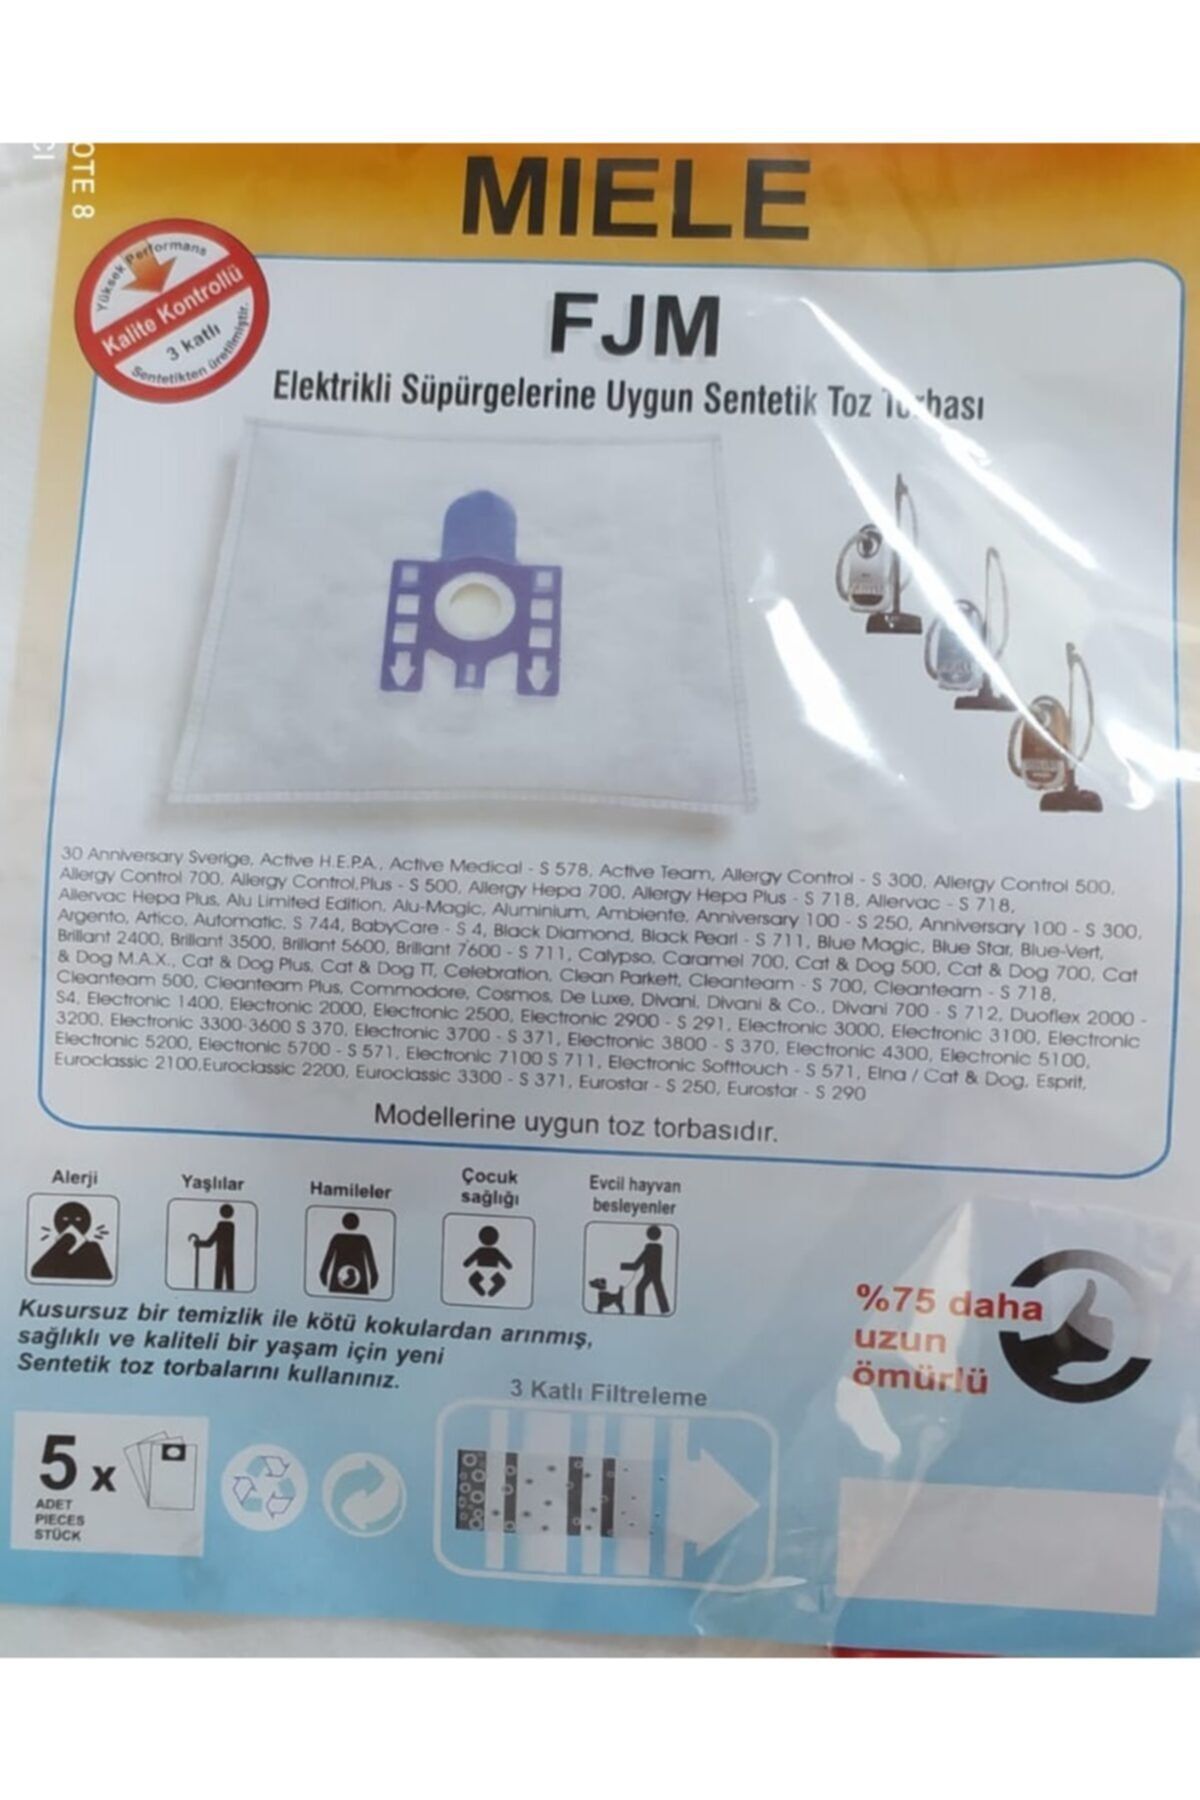 OTE 8
CI
MIELE
Yüksek Performans
Kalite Kontrollü
3 katlı
Sentetikten üretilmiştir.
FJM
Elektrikli Süpürgelerine Uygun Sentetik Toz Torbası
30 Anniversary Sverige, Active H.E.P.A., Active Medical - S 578, Active Team, Allergy Control - S 300, Allergy Control 500,
Allergy Control 700, Allergy Control,Plus - S 500, Allergy Hepa 700, Allergy Hepa Plus - S 718, Allervac - S 718,
Allervac Hepa Plus, Alu Limited Edition, Alu-Magic, Aluminium, Ambiente, Anniversary 100 - S 250, Anniversary 100 - S 300,
Argento, Artico, Automatic, S 744, BabyCare - S 4, Black Diamond, Black Pearl - S 711, Blue Magic, Blue Star, Blue-Vert,
Brillant 2400, Brillant 3500, Brillant 5600, Brillant 7600 - S 711, Calypso, Caramel 700, Cat & Dog 500, Cat & Dog 700, Cat
& Dog M.A.X., Cat & Dog Plus, Cat & Dog TT, Celebration, Clean Parkett, Cleanteam - S 700, Cleanteam - S 718,
Cleanteam 500, Cleanteam Plus, Commodore, Cosmos, De Luxe, Divani, Divani & Co., Divani 700 - S 712, Duoflex 2000 -
S4, Electronic 1400, Electronic 2000, Electronic 2500, Electronic 2900 - S 291, Electronic 3000, Electronic 3100, Electronic
3200, Electronic 3300-3600 S 370, Electronic 3700 - S 371, Electronic 3800 - S 370, Electronic 4300, Electronic 5100,
Electronic 5200, Electronic 5700 - S 571, Electronic 7100 S 711, Electronic Softtouch - S 571, Elna / Cat & Dog, Esprit,
Euroclassic 2100,Euroclassic 2200, Euroclassic 3300 - S 371, Eurostar - S 250, Eurostar - S 290
Modellerine uygun toz torbasıdır.
Alerji
Yaşlılar
Hamileler
Çocuk
sağlığı
Evcil hayvan
besleyenler
Kusursuz bir temizlik ile kötü kokulardan arınmış,
sağlıklı ve kaliteli bir yaşam için yeni
Sentetik toz torbalarını kullanınız.
%75 daha
uzun
ömürlü
3 Katlı Filtreleme
5 x
ADET
PIECES
STÜCK